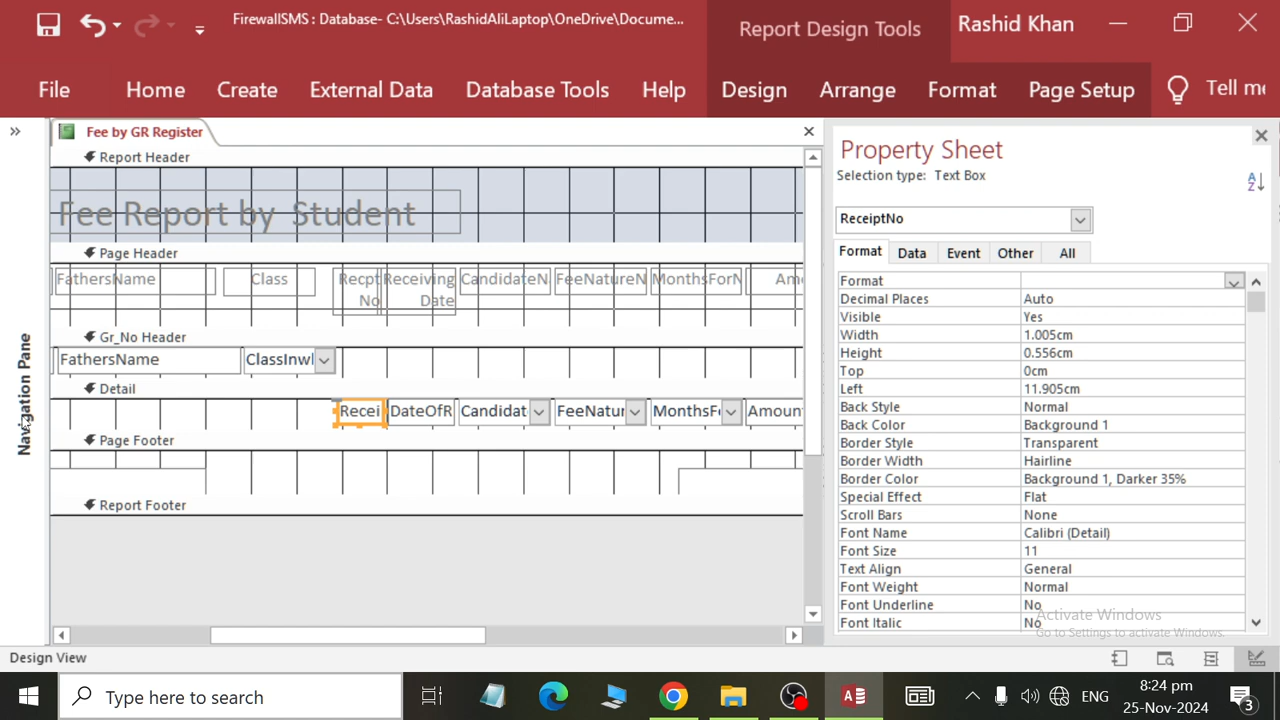 FirewallSMS : Database- C:\Users\RashidAliLaptop\OneDrive\Docume...
Report Design Tools
Rashid Khan
File Home Create External Data Database Tools Help Design Arrange Format Page Setup Tell me
Fee by GR Register
Report Header
Fee Report by Student
Page Header
FathersName Class Recpt No Receiving Date CandidateN FeeNatureN MonthsForN Am
Gr_No Header
FathersName ClassInwl
Detail
Recei DateOfR Candidat FeeNatur MonthsF Amoun
Page Footer
Report Footer
Navigation Pane
Property Sheet
Selection type: Text Box
ReceiptNo
Format Data Event Other All
Format
Decimal Places Auto
Visible Yes
Width 1.005cm
Height 0.556cm
Top 0cm
Left 11.905cm
Back Style Normal
Back Color Background 1
Border Style Transparent
Border Width Hairline
Border Color Background 1, Darker 35%
Special Effect Flat
Scroll Bars None
Font Name Calibri (Detail)
Font Size 11
Text Align General
Font Weight Normal
Font Underline No
Font Italic No
Activate Windows
Go to Settings to activate Windows.
Design View
Type here to search
ENG
8:24 pm
25-Nov-2024
3